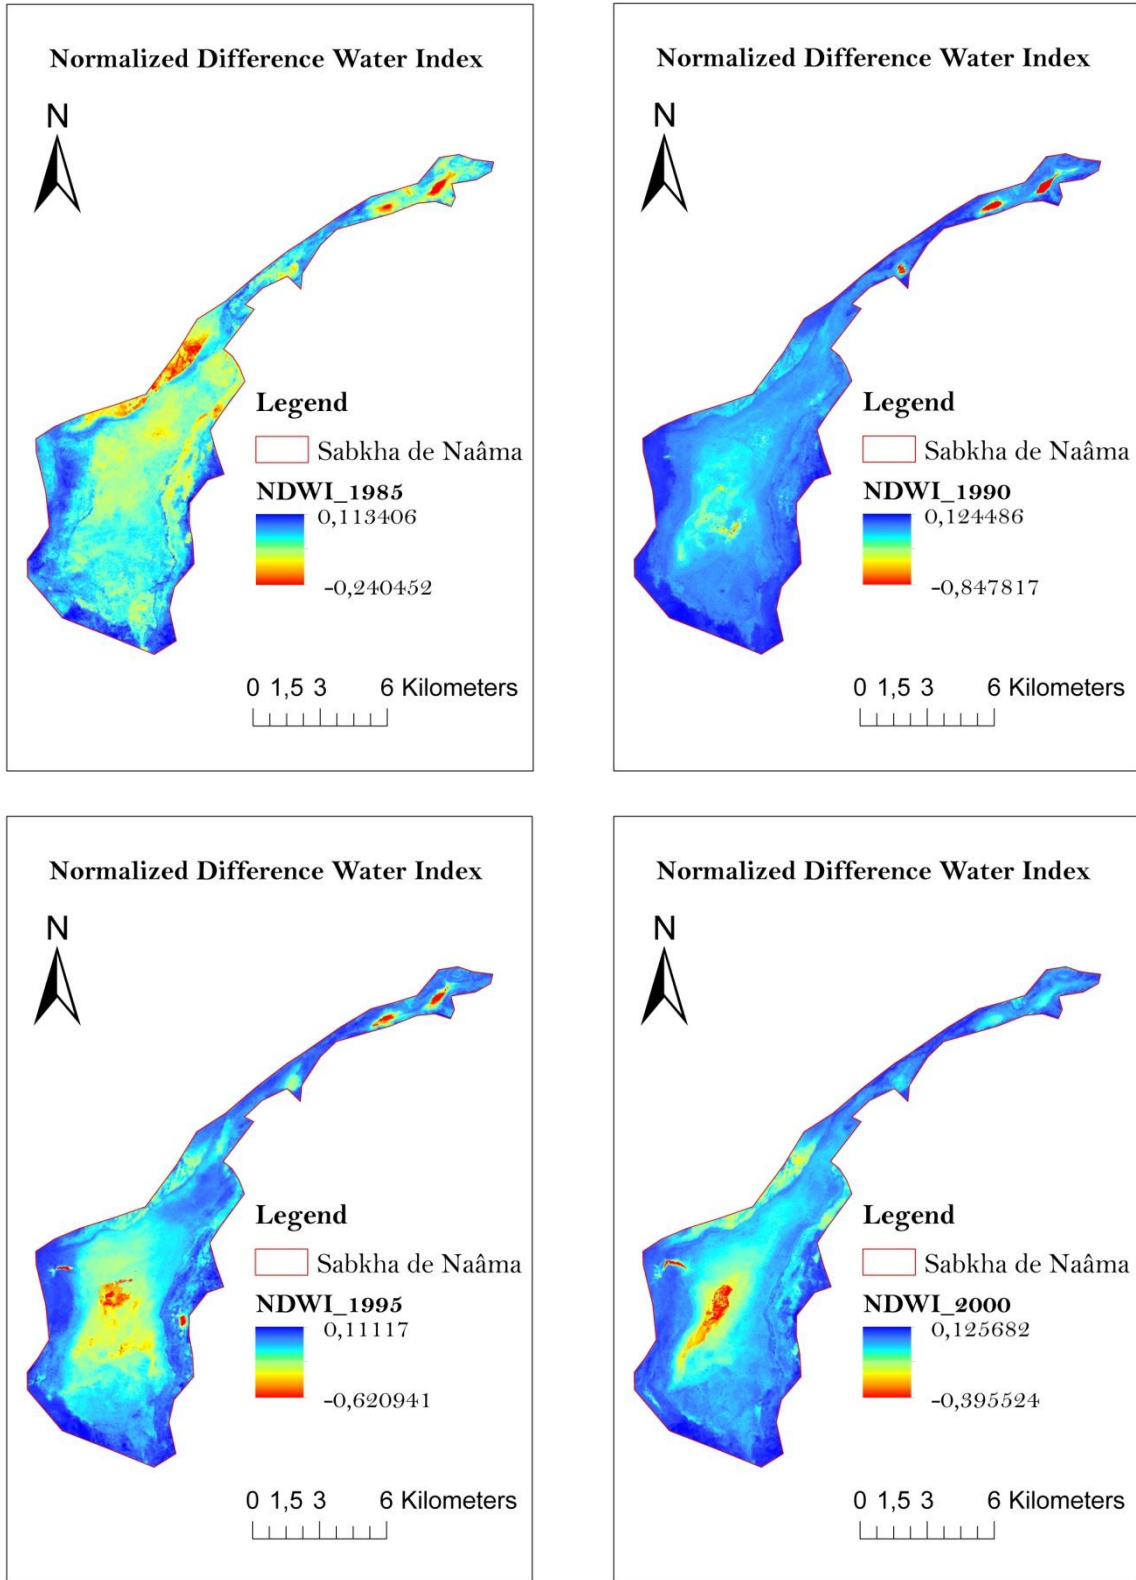 Normalized Difference Water Index
N
Legend
Sabkha de Naâma
NDWI_1985
0,113406
-0,240452
0 1,5 3 6 Kilometers
Normalized Difference Water Index
N
Legend
Sabkha de Naâma
NDWI_1990
0,124486
-0,847817
0 1,5 3 6 Kilometers
Normalized Difference Water Index
N
Legend
Sabkha de Naâma
NDWI_1995
0,11117
-0,620941
0 1,5 3 6 Kilometers
Normalized Difference Water Index
N
Legend
Sabkha de Naâma
NDWI_2000
0,125682
-0,395524
0 1,5 3 6 Kilometers